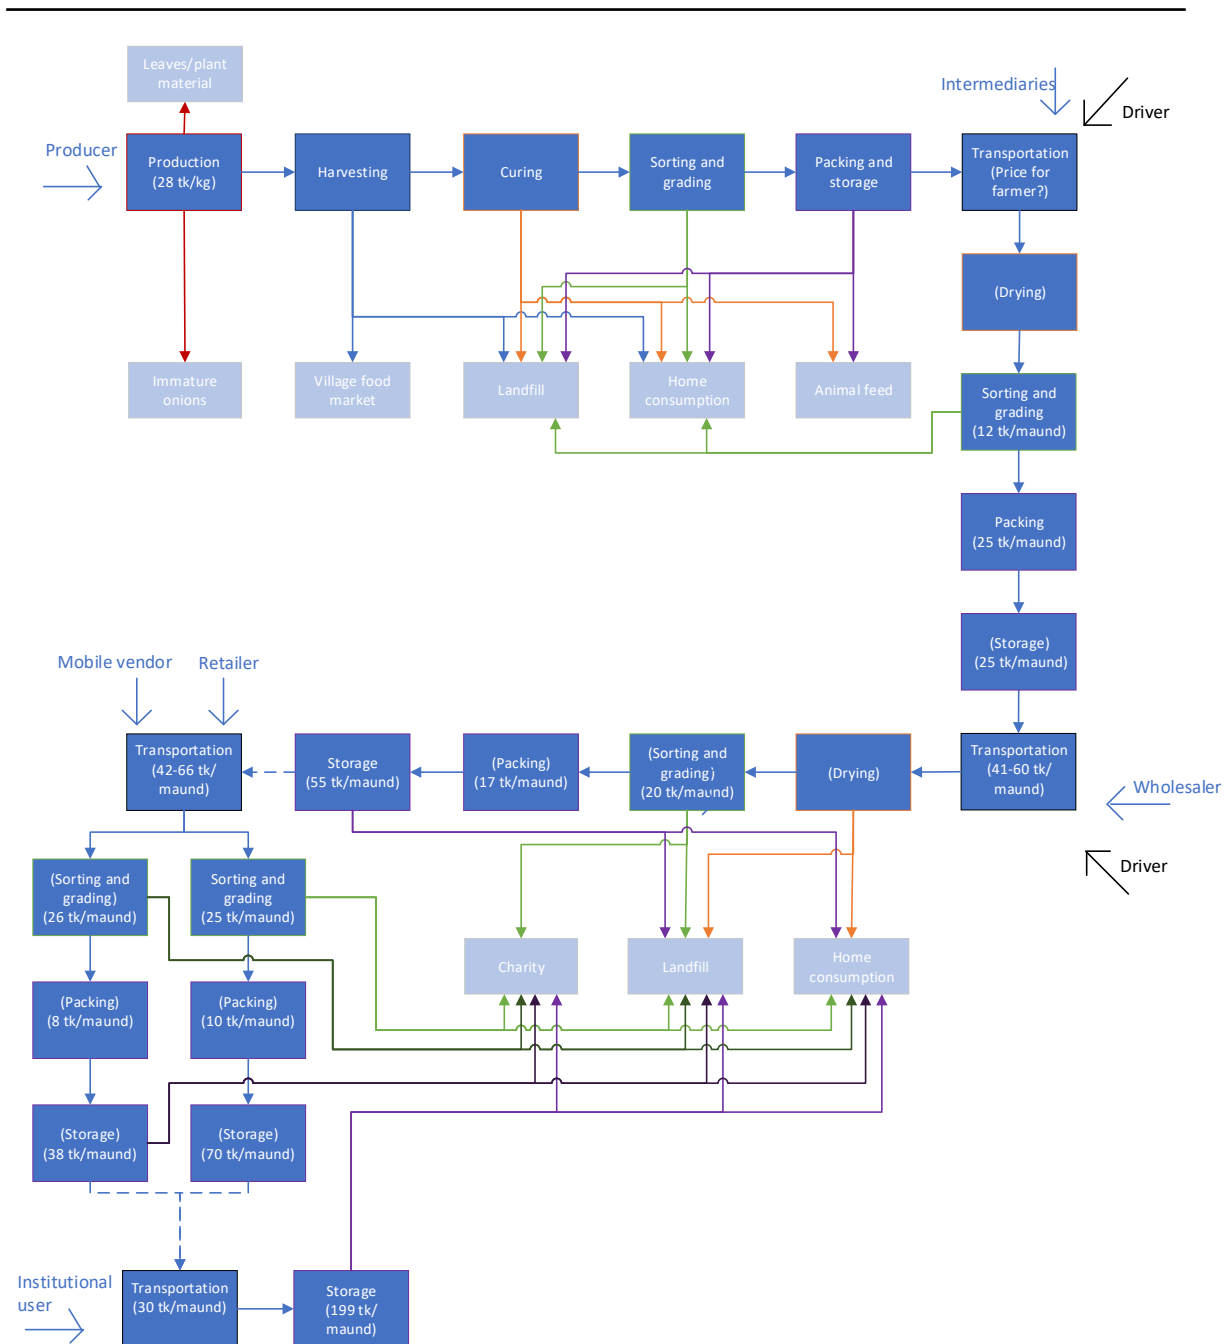 Leaves/plant
material
Intermediaries
Driver
Producer
Production
(28 tk/kg)
Harvesting
Curing
Sorting and
grading
Packing and
storage
Transportation
(Price for
farmer?)
(Drying)
Immature
onions
Village food
market
Landfill
Home
consumption
Animal feed
Sorting and
grading
(12 tk/maund)
Packing
(25 tk/maund)
(Storage)
(25 tk/maund)
Mobile vendor
Retailer
Transportation
(42-66 tk/
maund)
Storage
(55 tk/maund)
(Packing)
(17 tk/maund)
(Sorting and
grading)
(20 tk/maund)
(Drying)
Transportation
(41-60 tk/
maund)
Wholesaler
Driver
(Sorting and
grading)
(26 tk/maund)
Sorting and
grading
(25 tk/maund)
Charity
Landfill
Home
consumption
(Packing)
(8 tk/maund)
(Packing)
(10 tk/maund)
(Storage)
(38 tk/maund)
(Storage)
(70 tk/maund)
Institutional
user
Transportation
(30 tk/maund)
Storage
(199 tk/
maund)